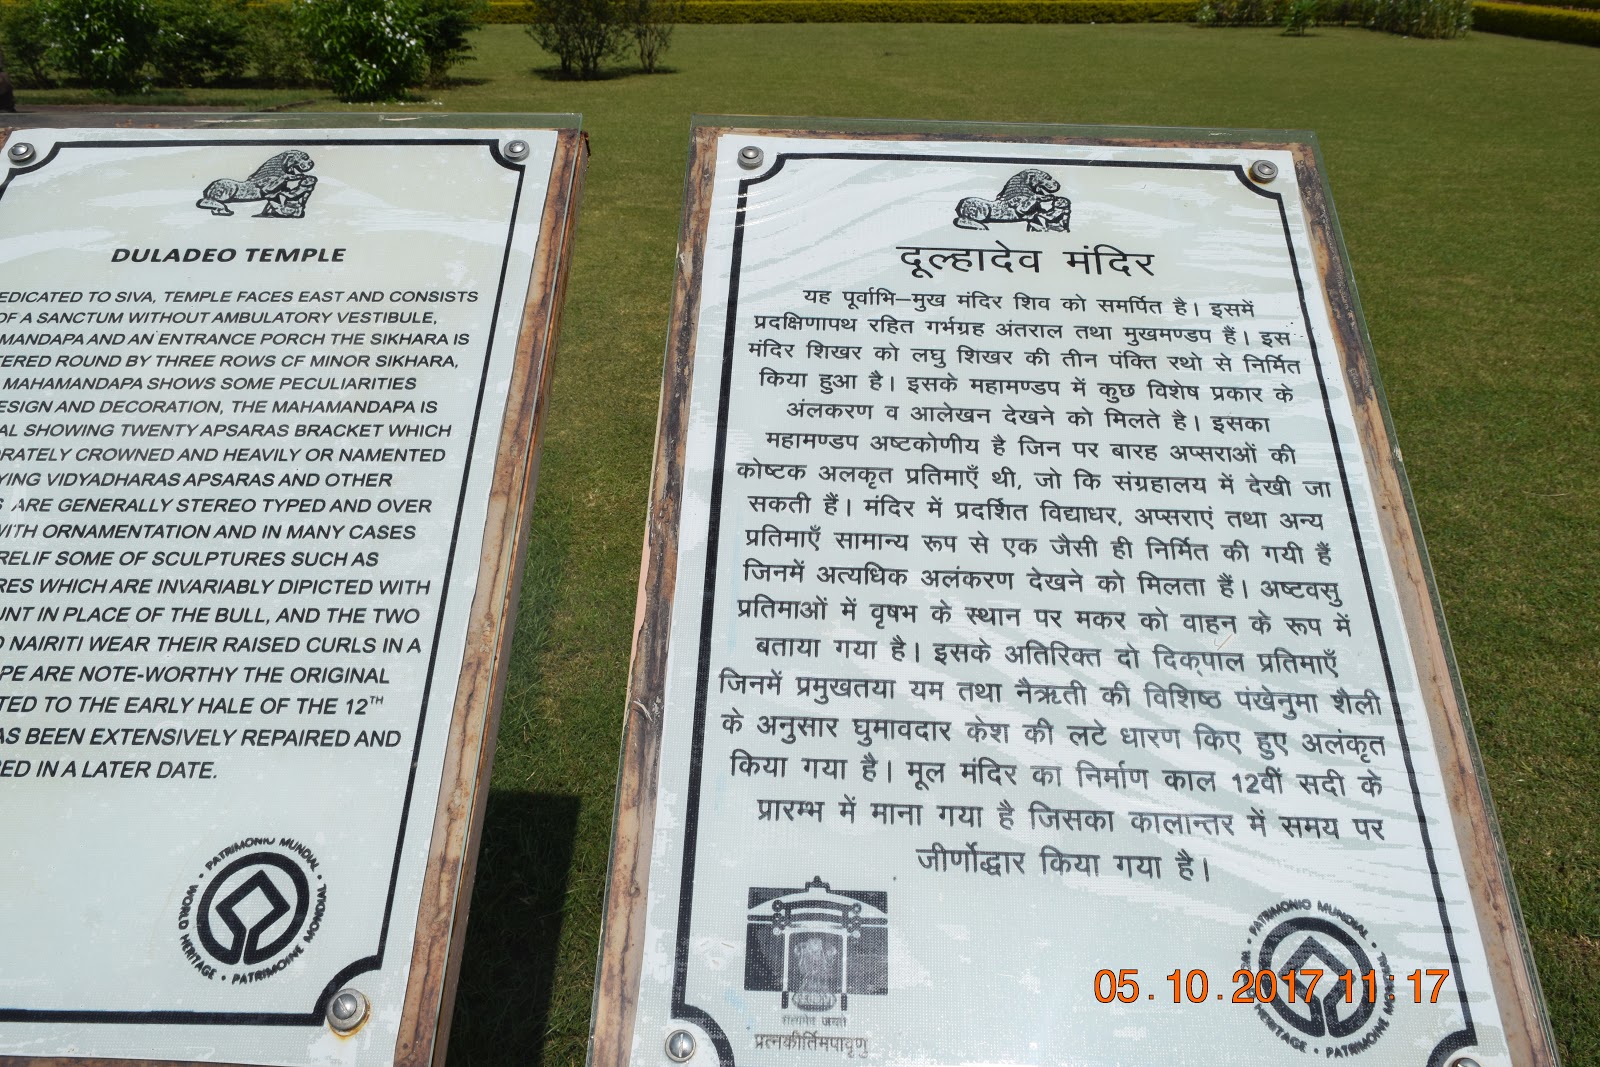 DULADEO TEMPLE
EDICATED TO SIVA, TEMPLE FACES EAST AND CONSISTS
OF A SANCTUM WITHOUT AMBULATORY VESTIBULE,
MANDAPA AND AN ENTRANCE PORCH THE SIKHARA IS
TERED ROUND BY THREE ROWS CF MINOR SIKHARA,
MAHAMANDAPA SHOWS SOME PECULIARITIES
ESIGN AND DECORATION, THE MAHAMANDAPA IS
AL SHOWING TWENTY APSARAS BRACKET WHICH
ORATELY CROWNED AND HEAVILY OR NAMENTED
YING VIDYADHARAS APSARAS AND OTHER
S ARE GENERALLY STEREO TYPED AND OVER
WITH ORNAMENTATION AND IN MANY CASES
RELIF SOME OF SCULPTURES SUCH AS
RES WHICH ARE INVARIABLY DIPICTED WITH
UNT IN PLACE OF THE BULL, AND THE TWO
D NAIRITI WEAR THEIR RAISED CURLS IN A
PE ARE NOTE-WORTHY THE ORIGINAL
TED TO THE EARLY HALE OF THE 12TH
AS BEEN EXTENSIVELY REPAIRED AND
ED IN A LATER DATE.
PATRIMONIO MUNDIAL • WORLD HERITAGE • PATRIMOINE MONDIAL •
दूल्हादेव मंदिर
यह पूर्वाभि–मुख मंदिर शिव को समर्पित है। इसमें
प्रदक्षिणापथ रहित गर्भग्रह अंतराल तथा मुखमण्डप हैं। इस
मंदिर शिखर को लघु शिखर की तीन पंक्ति रथो से निर्मित
किया हुआ है। इसके महामण्डप में कुछ विशेष प्रकार के
अंलकरण व आलेखन देखने को मिलते है। इसका
महामण्डप अष्टकोणीय है जिन पर बारह अप्सराओं की
कोष्टक अलकृत प्रतिमाएँ थी, जो कि संग्रहालय में देखी जा
सकती हैं। मंदिर में प्रदर्शित विद्याधर, अप्सराएं तथा अन्य
प्रतिमाएँ सामान्य रूप से एक जैसी ही निर्मित की गयी हैं
जिनमें अत्यधिक अलंकरण देखने को मिलता हैं। अष्टवसु
प्रतिमाओं में वृषभ के स्थान पर मकर को वाहन के रूप में
बताया गया है। इसके अतिरिक्त दो दिक्‌पाल प्रतिमाएँ
जिनमें प्रमुखतया यम तथा नैऋती की विशिष्ठ पंखेनुमा शैली
के अनुसार घुमावदार केश की लटे धारण किए हुए अलंकृत
किया गया है। मूल मंदिर का निर्माण काल 12वीं सदी के
प्रारम्भ में माना गया है जिसका कालान्तर में समय पर
जीर्णोद्धार किया गया है।
सत्यमेव जयते
प्रत्नकीर्तिमपावृणु
PATRIMONIO MUNDIAL • HERITAGE • PATRIMOINE
05.10.2017 11:17